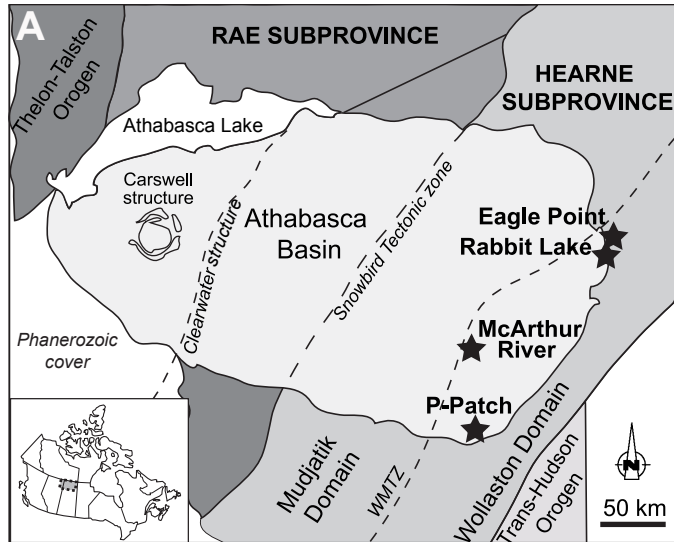 A
RAE SUBPROVINCE
HEARNE
SUBPROVINCE
Thelon-Talston
Orogen
Athabasca Lake
Carswell
structure
Clearwater structure
Athabasca
Basin
Snowbird Tectonic zone
Eagle Point
Rabbit Lake
McArthur
River
Phanerozoic
cover
P-Patch
Mudjatik
Domain
WMTZ
Wollaston Domain
Trans-Hudson
Orogen
N
50 km